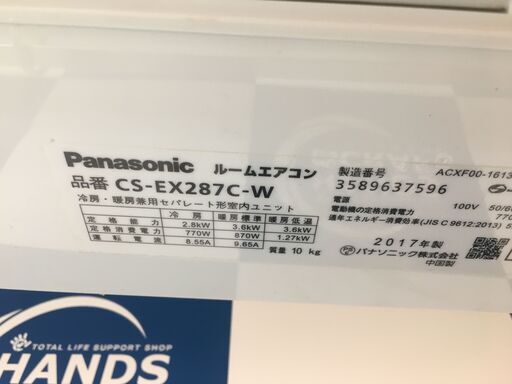 Panasonic ルームエアコン
品番 CS-EX287C-W
冷房・暖房兼用セパレート形室内ユニット
冷房 暖房標準 暖房低温
定格能力 2.8kW 3.6kW 3.6kW
定格消費電力 770W 870W 1.27kW
運転電流 8.55A 9.65A
質量 10 kg
製造番号 ACXF00-1613
3589637596
電源 100V 50/60
電動機の定格消費電力 770
通年エネルギー消費効率(JIS C 9612:2013) 5
2017年製
パナソニック株式会社
中国製
TOTAL LIFE SUPPORT SHOP
HANDS